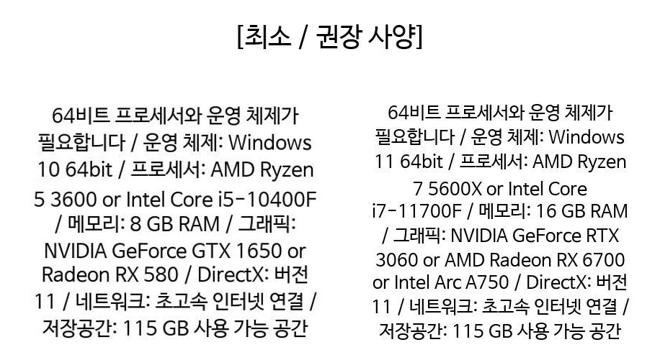 [최소 / 권장 사양]
64비트 프로세서와 운영 체제가
필요합니다 / 운영 체제: Windows
10 64bit / 프로세서: AMD Ryzen
5 3600 or Intel Core i5-10400F
/ 메모리: 8 GB RAM / 그래픽:
NVIDIA GeForce GTX 1650 or
Radeon RX 580 / DirectX: 버전
11 / 네트워크: 초고속 인터넷 연결 /
저장공간: 115 GB 사용 가능 공간
64비트 프로세서와 운영 체제가
필요합니다 / 운영 체제: Windows
11 64bit / 프로세서: AMD Ryzen
7 5600X or Intel Core
i7-11700F / 메모리: 16 GB RAM
/ 그래픽: NVIDIA GeForce RTX
3060 or AMD Radeon RX 6700
or Intel Arc A750 / DirectX: 버전
11 / 네트워크: 초고속 인터넷 연결 /
저장공간: 115 GB 사용 가능 공간